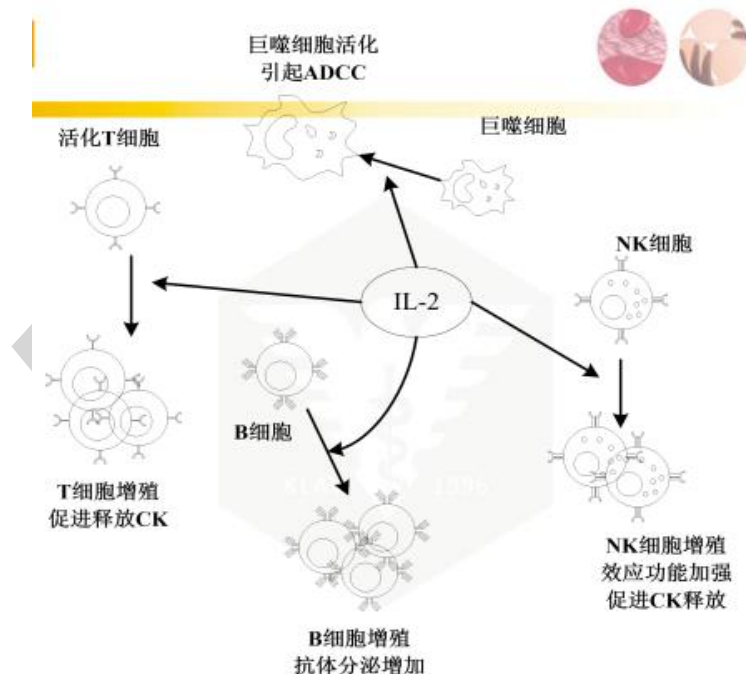 巨噬细胞活化
引起ADCC
巨噬细胞
活化T细胞
NK细胞
IL-2
B细胞
T细胞增殖
促进释放CK
NK细胞增殖
效应功能加强
促进CK释放
B细胞增殖
抗体分泌增加